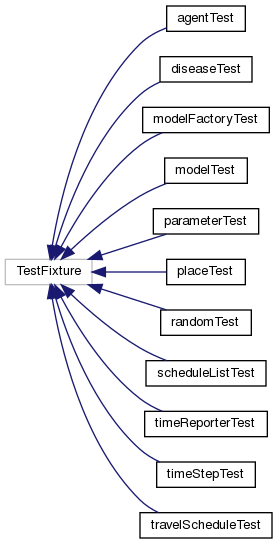 agentTest
diseaseTest
modelFactoryTest
modelTest
parameterTest
TestFixture
placeTest
randomTest
scheduleListTest
timeReporterTest
timeStepTest
travelScheduleTest